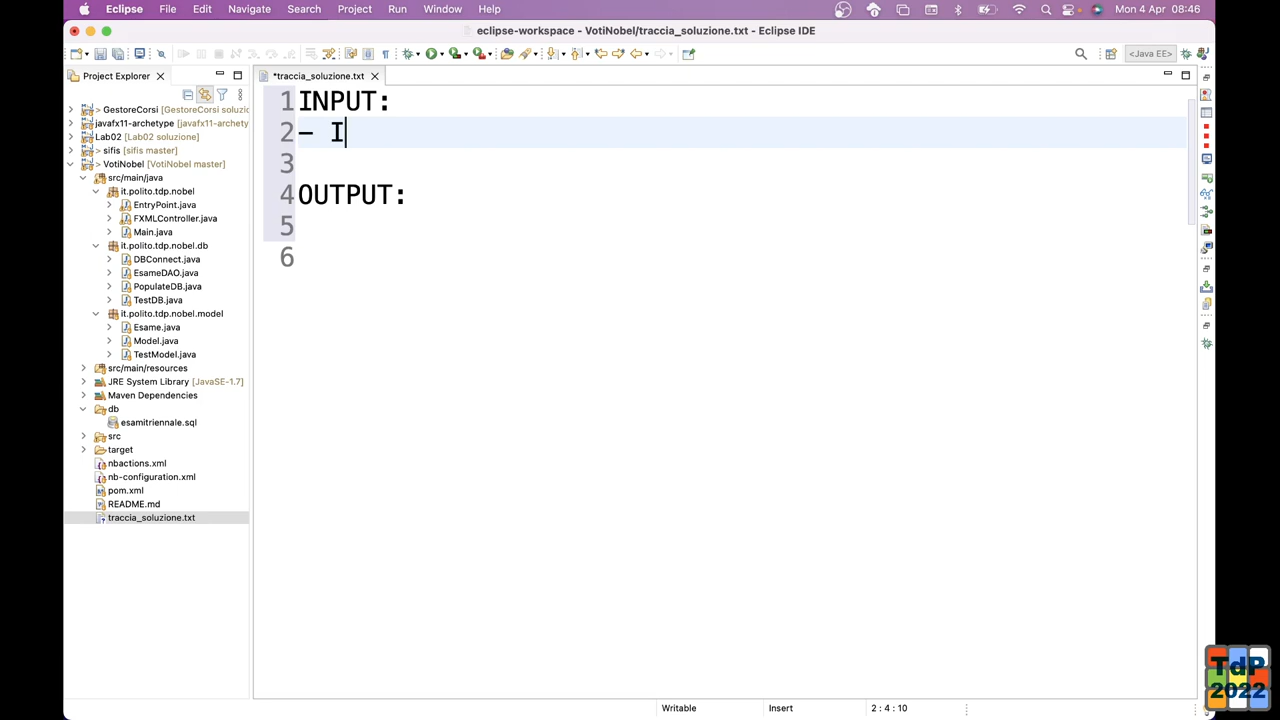 Eclipse File Edit Navigate Search Project Run Window Help Mon 4 Apr 08:46
eclipse-workspace - VotiNobel/traccia_soluzione.txt - Eclipse IDE
<Java EE>
Project Explorer
*traccia_soluzione.txt
> GestoreCorsi [GestoreCorsi soluzic
javafx11-archetype [javafx11-archety
Lab02 [Lab02 soluzione]
> sifis [sifis master]
> VotiNobel [VotiNobel master]
src/main/java
it.polito.tdp.nobel
EntryPoint.java
FXMLController.java
Main.java
it.polito.tdp.nobel.db
DBConnect.java
EsameDAO.java
PopulateDB.java
TestDB.java
it.polito.tdp.nobel.model
Esame.java
Model.java
TestModel.java
src/main/resources
JRE System Library [JavaSE-1.7]
Maven Dependencies
db
esamitriennale.sql
src
target
nbactions.xml
nb-configuration.xml
pom.xml
README.md
traccia_soluzione.txt
1 INPUT:
2 - I
3
4 OUTPUT:
5
6
Writable Insert 2 : 4 : 10
TdP
2022